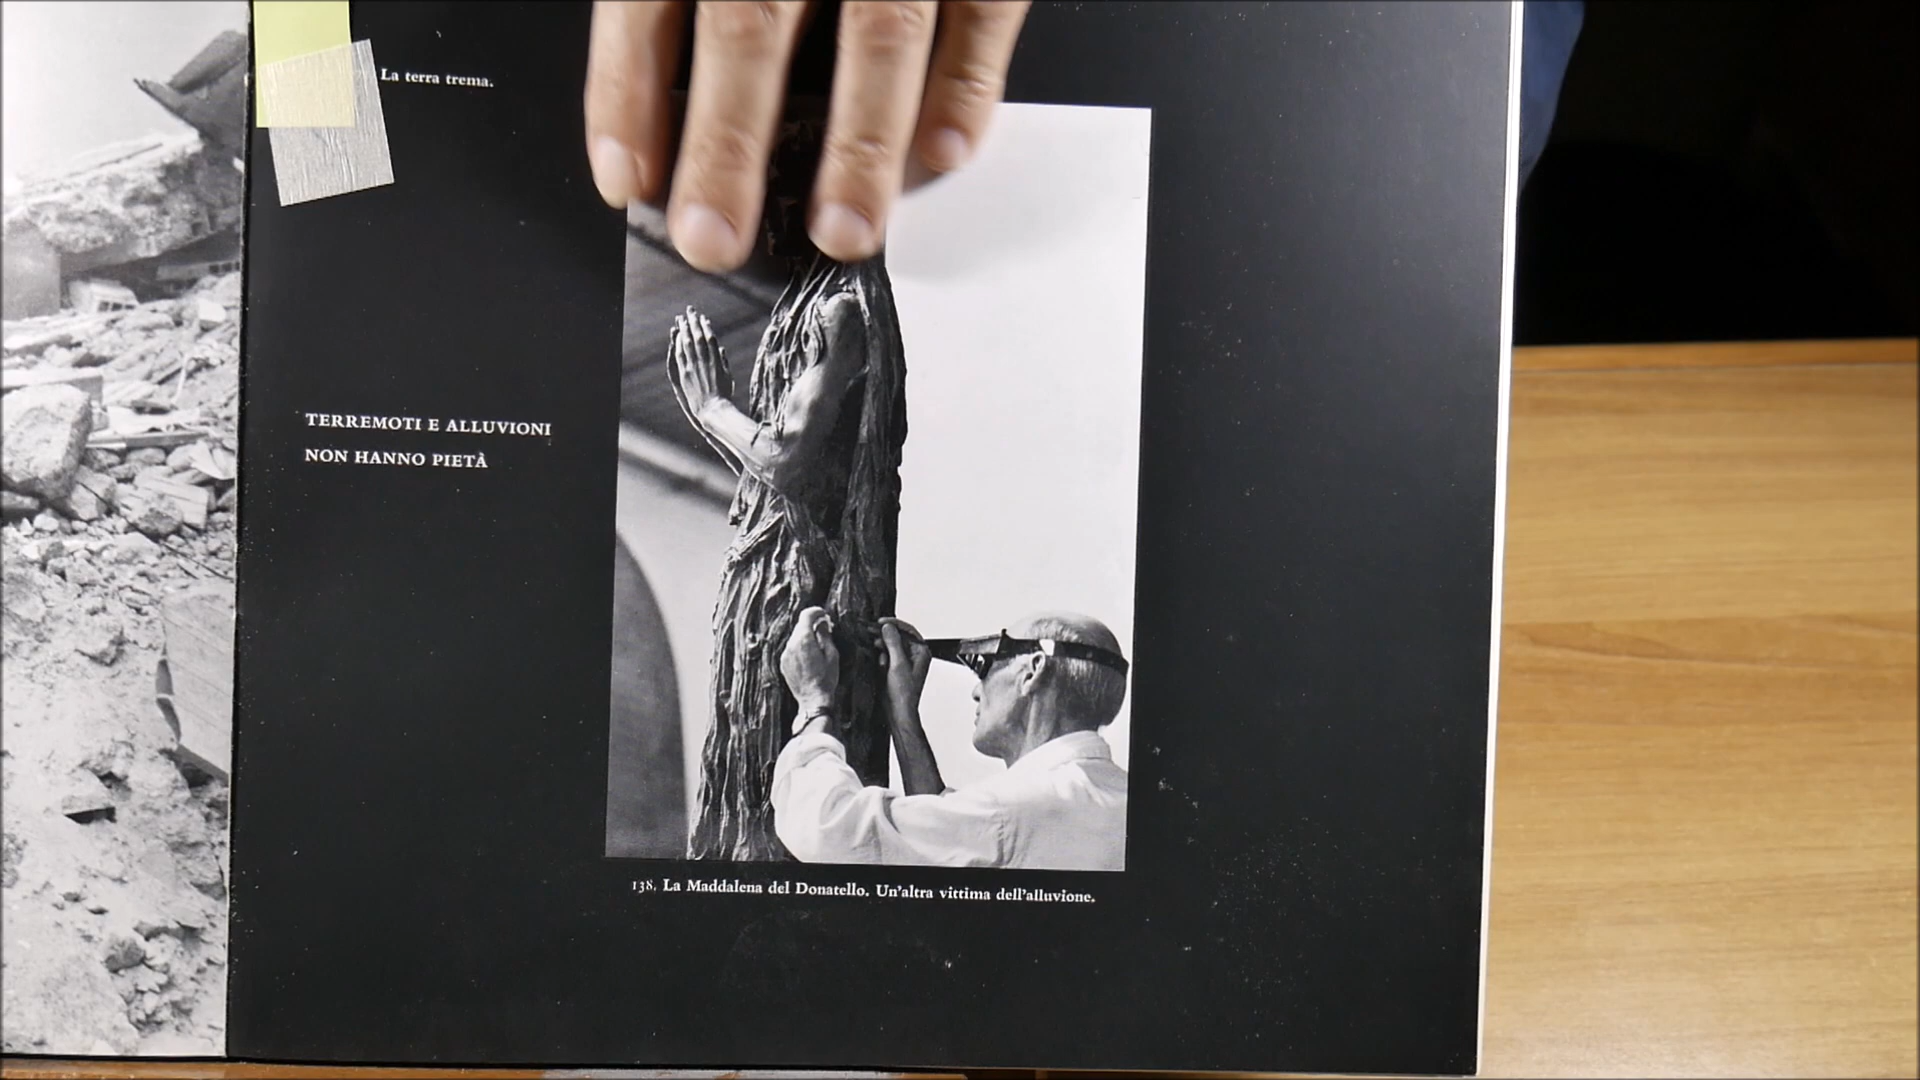 La terra trema.
TERREMOTI E ALLUVIONI
NON HANNO PIETÀ
138. La Maddalena del Donatello. Un'altra vittima dell'alluvione.